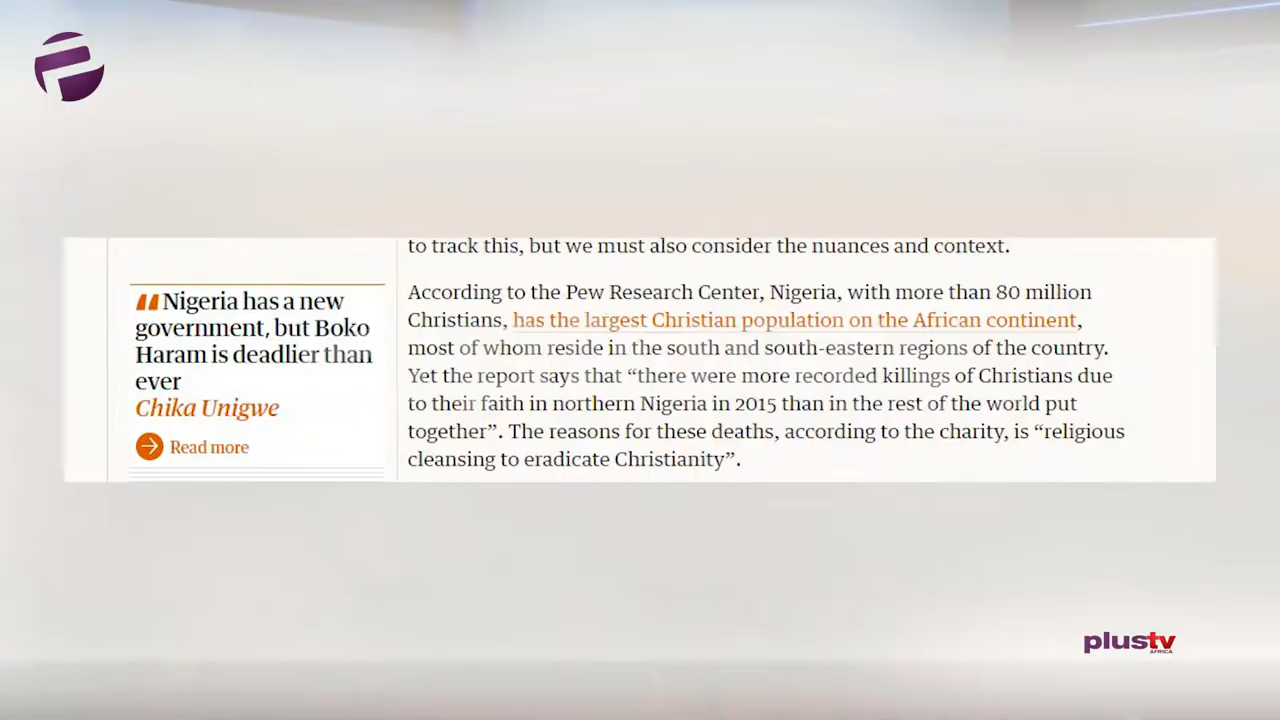 to track this, but we must also consider the nuances and context.
“Nigeria has a new
government, but Boko
Haram is deadlier than
ever
Chika Unigwe
Read more
According to the Pew Research Center, Nigeria, with more than 80 million
Christians, has the largest Christian population on the African continent,
most of whom reside in the south and south-eastern regions of the country.
Yet the report says that “there were more recorded killings of Christians due
to their faith in northern Nigeria in 2015 than in the rest of the world put
together”. The reasons for these deaths, according to the charity, is “religious
cleansing to eradicate Christianity”.
plustv
AFRICA